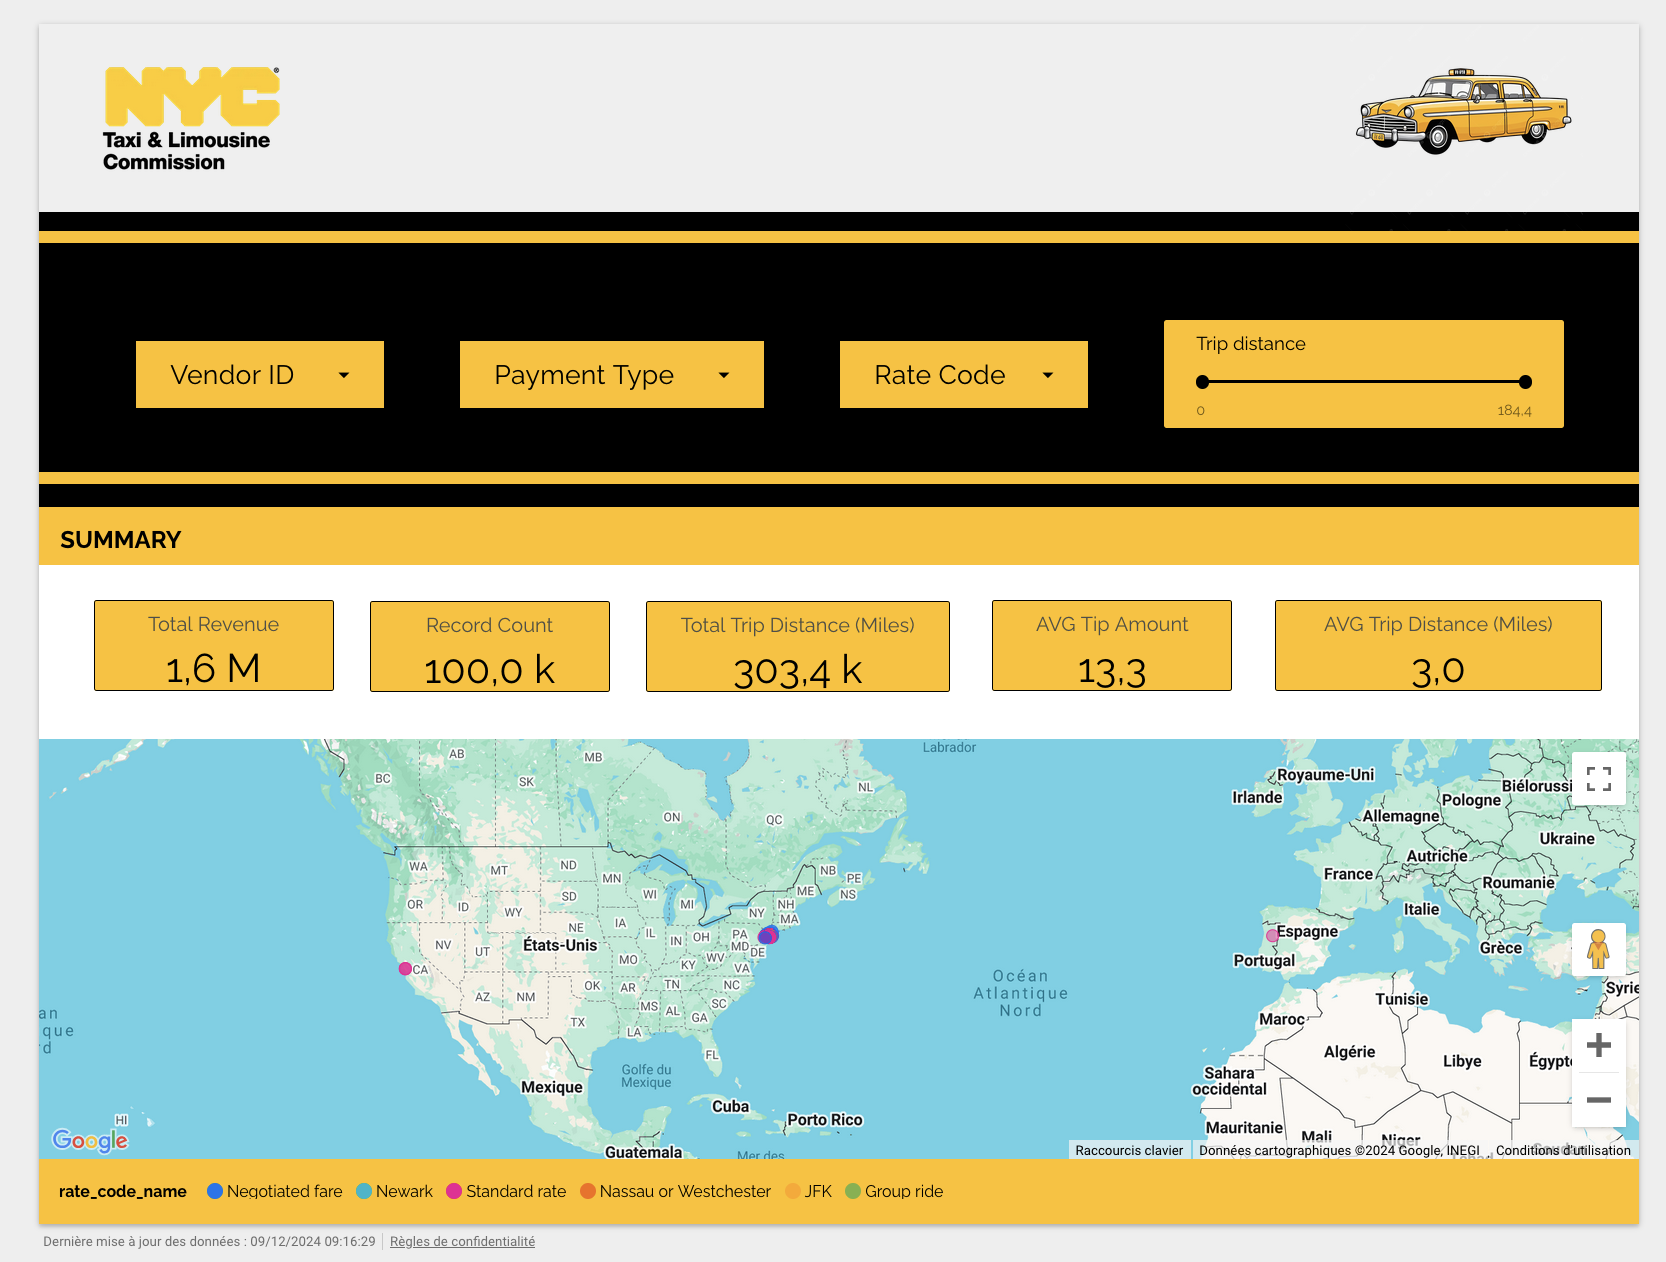 NYC®
Taxi & Limousine
Commission
Vendor ID
Payment Type
Rate Code
Trip distance
0 184,4
SUMMARY
Total Revenue
1,6 M
Record Count
100,0 k
Total Trip Distance (Miles)
303,4 k
AVG Tip Amount
13,3
AVG Trip Distance (Miles)
3,0
Labrador
AB
MB
BC
SK
NL
ON
QC
Royaume-Uni
Irlande
Biélorussi
Pologne
Allemagne
Ukraine
Autriche
France
Roumanie
Italie
WA
MT
ND
MN
NB
PE
ME
NS
OR
ID
WY
SD
WI
MI
NY
NH
MA
NE
IA
IL
IN
OH
PA
NV
UT
États-Unis
MD
DE
Espagne
Portugal
Grèce
CA
MO
KY
WV
VA
AZ
NM
OK
AR
TN
NC
MS
AL
GA
SC
TX
LA
FL
Océan
Atlantique
Nord
an
que
d
Syrie
Tunisie
Maroc
Algérie
Libye
Égypte
Sahara
occidental
Golfe du
Mexique
Mexique
Cuba
Porto Rico
HI
Mauritanie
Mali
Niger
Guatemala
Mer des
Google
Raccourcis clavier
Données cartographiques ©2024 Google, INEGI
Conditions d'utilisation
rate_code_name Negotiated fare Newark Standard rate Nassau or Westchester JFK Group ride
Dernière mise à jour des données : 09/12/2024 09:16:29 Règles de confidentialité